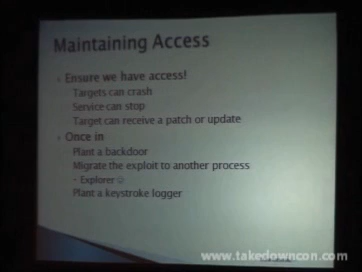 Maintaining Access
Ensure we have access!
Targets can crash
Service can stop
Target can receive a patch or update
Once in
Plant a backdoor
Migrate the exploit to another process
- Explorer☺
Plant a keystroke logger
www.takedowncon.com